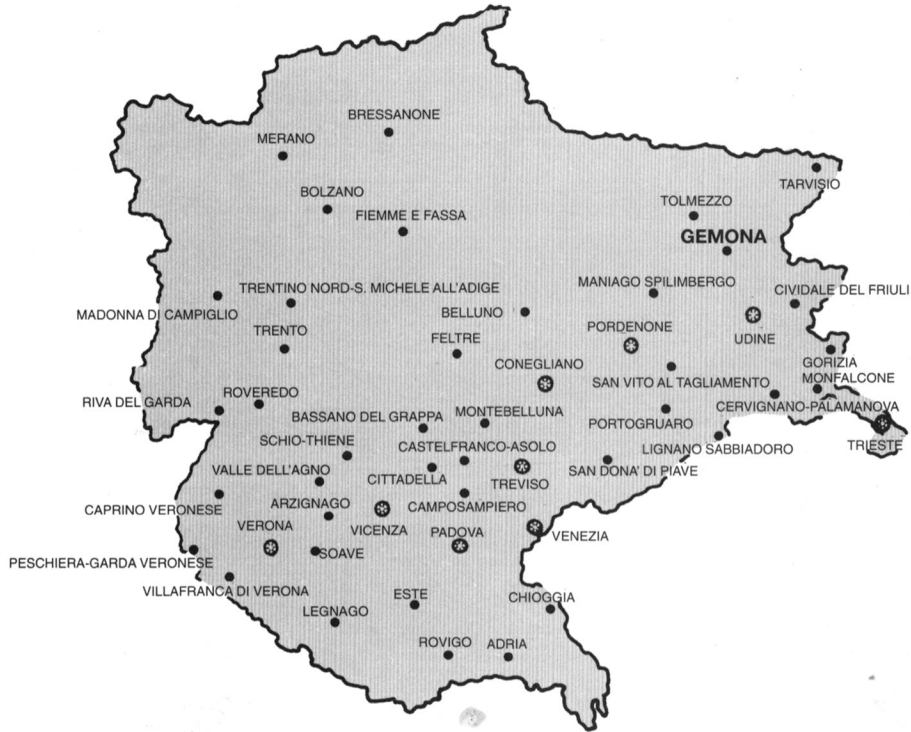 BRESSANONE
MERANO
TARVISIO
BOLZANO
TOLMEZZO
FIEMME E FASSA
GEMONA
MANIAGO SPILIMBERGO
TRENTINO NORD-S. MICHELE ALL'ADIGE
CIVIDALE DEL FRIULI
MADONNA DI CAMPIGLIO
BELLUNO
TRENTO
PORDENONE
UDINE
FELTRE
CONEGLIANO
GORIZIA
SAN VITO AL TAGLIAMENTO
MONFALCONE
RIVA DEL GARDA
ROVEREDO
CERVIGNANO-PALAMANOVA
BASSANO DEL GRAPPA
MONTEBELLUNA
PORTOGRUARO
SCHIO-THIENE
CASTELFRANCO-ASOLO
LIGNANO SABBIADORO
TRIESTE
VALLE DELL'AGNO
CITTADELLA
TREVISO
SAN DONA' DI PIAVE
CAPRINO VERONESE
ARZIGNAGO
CAMPOSAMPIERO
VERONA
VICENZA
PADOVA
VENEZIA
SOAVE
PESCHIERA-GARDA VERONESE
VILLAFRANCA DI VERONA
ESTE
CHIOGGIA
LEGNAGO
ROVIGO
ADRIA